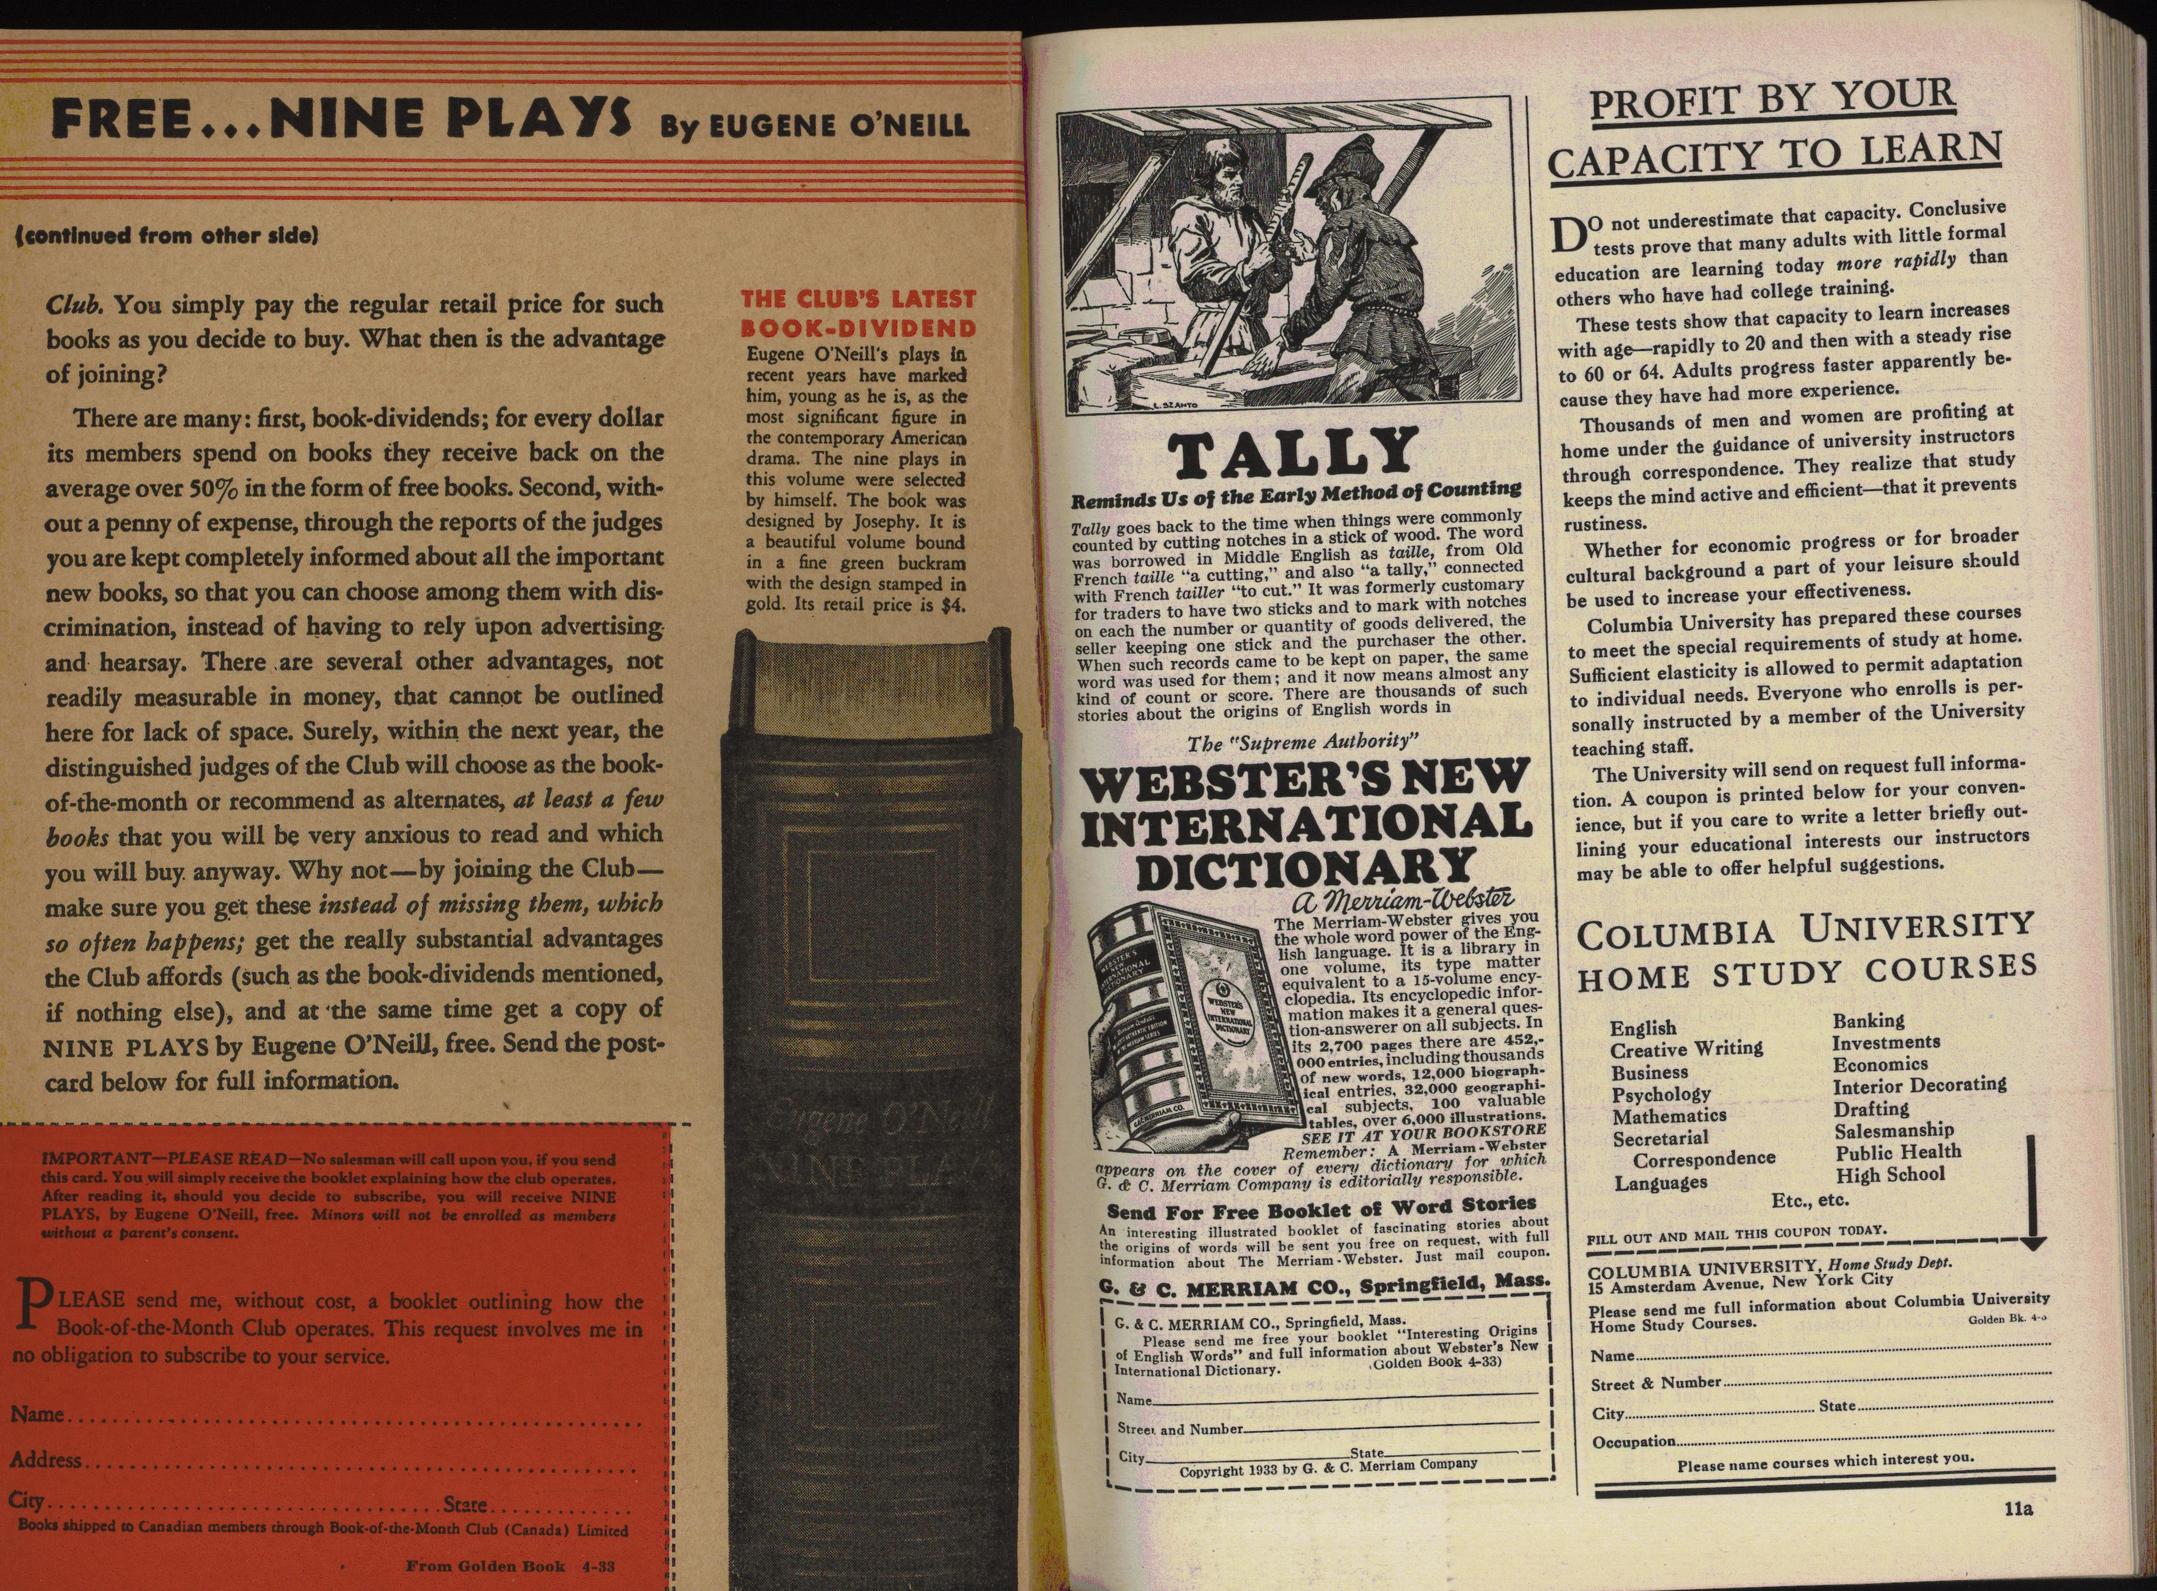 FREE...NINE PLAYS By EUGENE O'NEILL
(continued from other side)
Club. You simply pay the regular retail price for such
books as you decide to buy. What then is the advantage
of joining?
There are many: first, book-dividends; for every dollar
its members spend on books they receive back on the
average over 50% in the form of free books. Second, with-
out a penny of expense, through the reports of the judges
you are kept completely informed about all the important
new books, so that you can choose among them with dis-
crimination, instead of having to rely upon advertising
and hearsay. There are several other advantages, not
readily measurable in money, that cannot be outlined
here for lack of space. Surely, within the next year, the
distinguished judges of the Club will choose as the book-
of-the-month or recommend as alternates, at least a few
books that you will be very anxious to read and which
you will buy anyway. Why not—by joining the Club—
make sure you get these instead of missing them, which
so often happens; get the really substantial advantages
the Club affords (such as the book-dividends mentioned,
if nothing else), and at the same time get a copy of
NINE PLAYS by Eugene O'Neill, free. Send the post-
card below for full information.
THE CLUB'S LATEST
BOOK-DIVIDEND
Eugene O'Neill's plays in
recent years have marked
him, young as he is, as the
most significant figure in
the contemporary American
drama. The nine plays in
this volume were selected
by himself. The book was
designed by Josephy. It is
a beautiful volume bound
in a fine green buckram
with the design stamped in
gold. Its retail price is $4.
Eugene O'Neill
NINE PLAYS
IMPORTANT—PLEASE READ—No salesman will call upon you, if you send
this card. You will simply receive the booklet explaining how the club operates.
After reading it, should you decide to subscribe, you will receive NINE
PLAYS, by Eugene O'Neill, free. Minors will not be enrolled as members
without a parent's consent.
PLEASE send me, without cost, a booklet outlining how the
Book-of-the-Month Club operates. This request involves me in
no obligation to subscribe to your service.
Name
Address
City State
Books shipped to Canadian members through Book-of-the-Month Club (Canada) Limited
From Golden Book 4-33
L. SZANTO
TALLY
Reminds Us of the Early Method of Counting
Tally goes back to the time when things were commonly
counted by cutting notches in a stick of wood. The word
was borrowed in Middle English as taille, from Old
French taille "a cutting," and also "a tally," connected
with French tailler "to cut." It was formerly customary
for traders to have two sticks and to mark with notches
on each the number or quantity of goods delivered, the
seller keeping one stick and the purchaser the other.
When such records came to be kept on paper, the same
word was used for them; and it now means almost any
kind of count or score. There are thousands of such
stories about the origins of English words in
The "Supreme Authority"
WEBSTER'S NEW
INTERNATIONAL
DICTIONARY
A Merriam-Webster
WEBSTER'S
NEW
INTERNATIONAL
DICTIONARY
G&C MERRIAM CO.
WEBSTER'S
NEW
INTERNATIONAL
DICTIONARY
The Merriam-Webster gives you
the whole word power of the Eng-
lish language. It is a library in
one volume, its type matter
equivalent to a 15-volume ency-
clopedia. Its encyclopedic infor-
mation makes it a general ques-
tion-answerer on all subjects. In
its 2,700 pages there are 452,-
000 entries, including thousands
of new words, 12,000 biograph-
ical entries, 32,000 geographi-
cal subjects, 100 valuable
tables, over 6,000 illustrations.
SEE IT AT YOUR BOOKSTORE
Remember: A Merriam-Webster
appears on the cover of every dictionary for which
G. & C. Merriam Company is editorially responsible.
Send For Free Booklet of Word Stories
An interesting illustrated booklet of fascinating stories about
the origins of words will be sent you free on request, with full
information about The Merriam-Webster. Just mail coupon.
G. & C. MERRIAM CO., Springfield, Mass.
G. & C. MERRIAM CO., Springfield, Mass.
Please send me free your booklet "Interesting Origins
of English Words" and full information about Webster's New
International Dictionary. (Golden Book 4-33)
Name
Street and Number
City State
Copyright 1933 by G. & C. Merriam Company
PROFIT BY YOUR
CAPACITY TO LEARN
DO not underestimate that capacity. Conclusive
tests prove that many adults with little formal
education are learning today more rapidly than
others who have had college training.
These tests show that capacity to learn increases
with age—rapidly to 20 and then with a steady rise
to 60 or 64. Adults progress faster apparently be-
cause they have had more experience.
Thousands of men and women are profiting at
home under the guidance of university instructors
through correspondence. They realize that study
keeps the mind active and efficient—that it prevents
rustiness.
Whether for economic progress or for broader
cultural background a part of your leisure should
be used to increase your effectiveness.
Columbia University has prepared these courses
to meet the special requirements of study at home.
Sufficient elasticity is allowed to permit adaptation
to individual needs. Everyone who enrolls is per-
sonally instructed by a member of the University
teaching staff.
The University will send on request full informa-
tion. A coupon is printed below for your conven-
ience, but if you care to write a letter briefly out-
lining your educational interests our instructors
may be able to offer helpful suggestions.
COLUMBIA UNIVERSITY
HOME STUDY COURSES
English
Creative Writing
Business
Psychology
Mathematics
Secretarial
Correspondence
Languages
Banking
Investments
Economics
Interior Decorating
Drafting
Salesmanship
Public Health
High School
Etc., etc.
FILL OUT AND MAIL THIS COUPON TODAY.
COLUMBIA UNIVERSITY, Home Study Dept.
15 Amsterdam Avenue, New York City
Please send me full information about Columbia University
Home Study Courses. Golden Bk. 4-3
Name
Street & Number
City State
Occupation
Please name courses which interest you.
11a